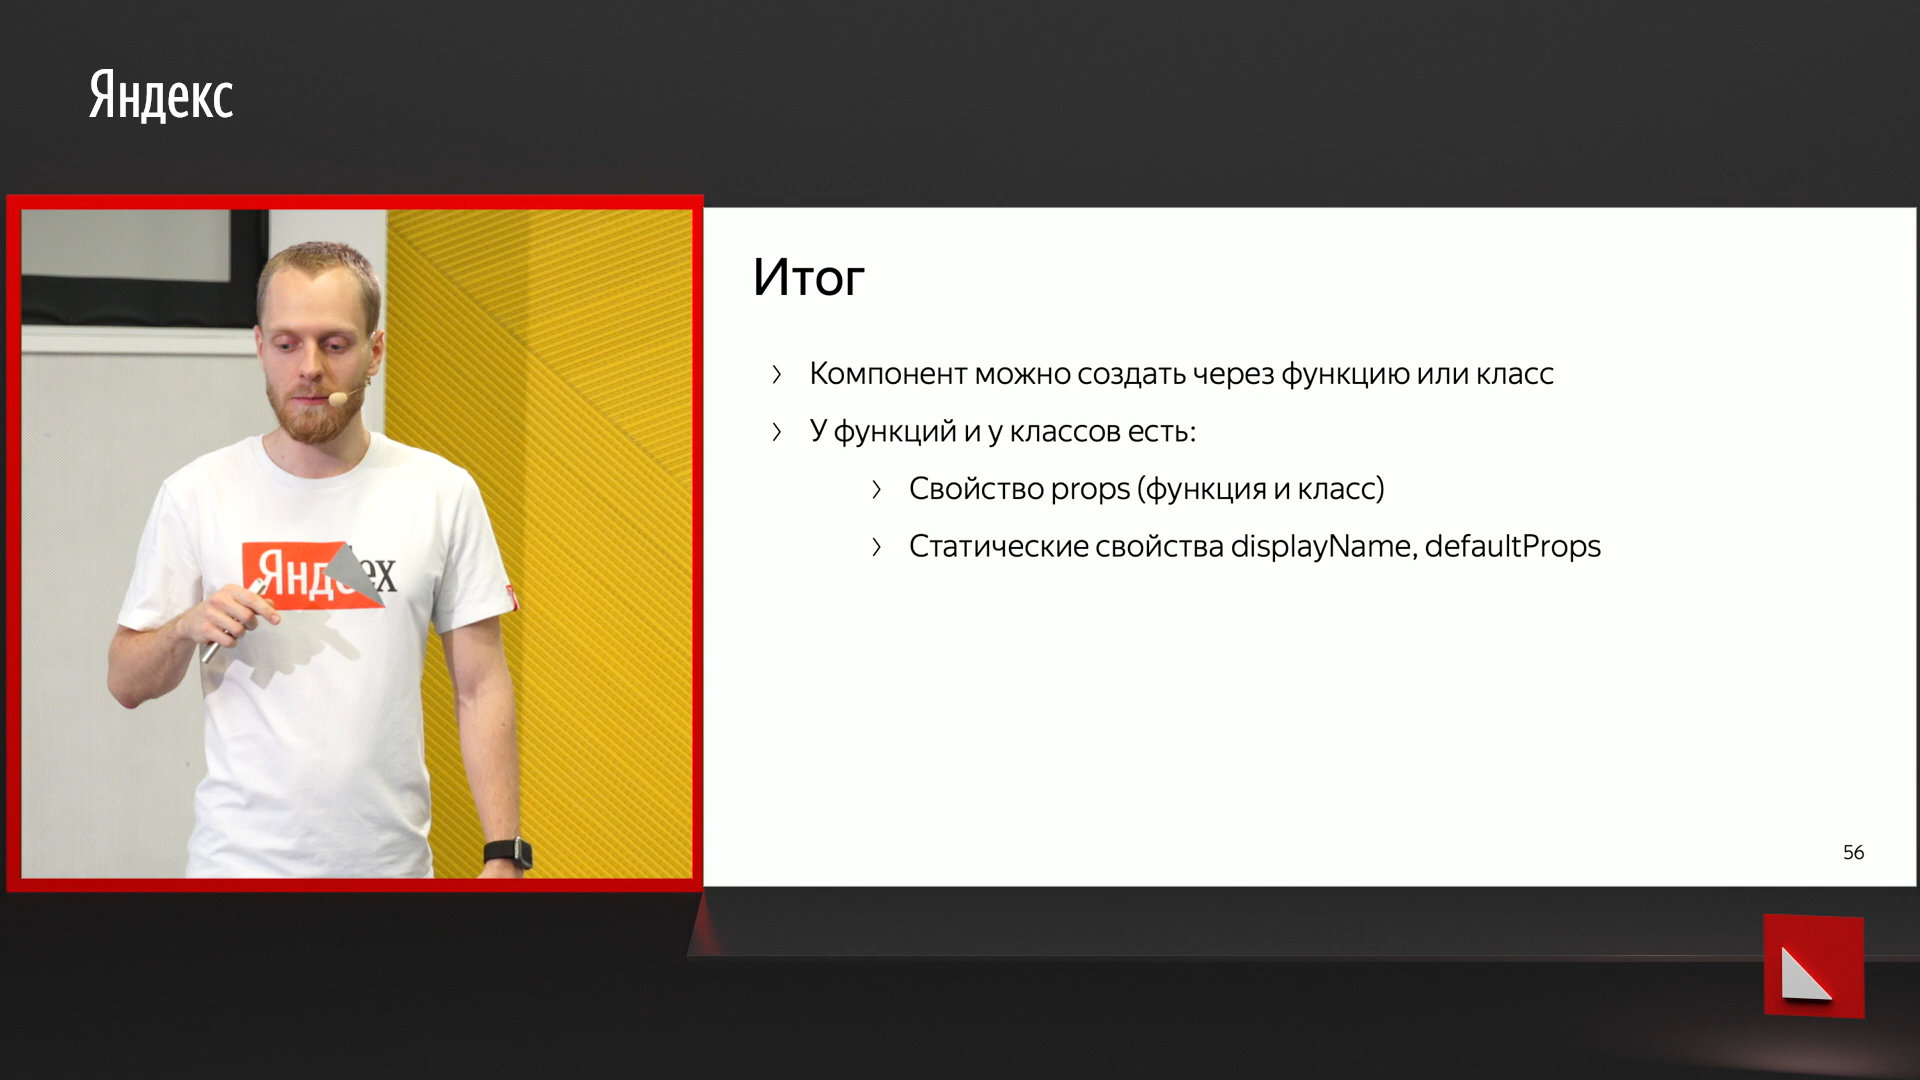 Яндекс
Яндех
Итог
Компонент можно создать через функцию или класс
У функций и у классов есть:
Свойство props (функция и класс)
Статические свойства displayName, defaultProps
56